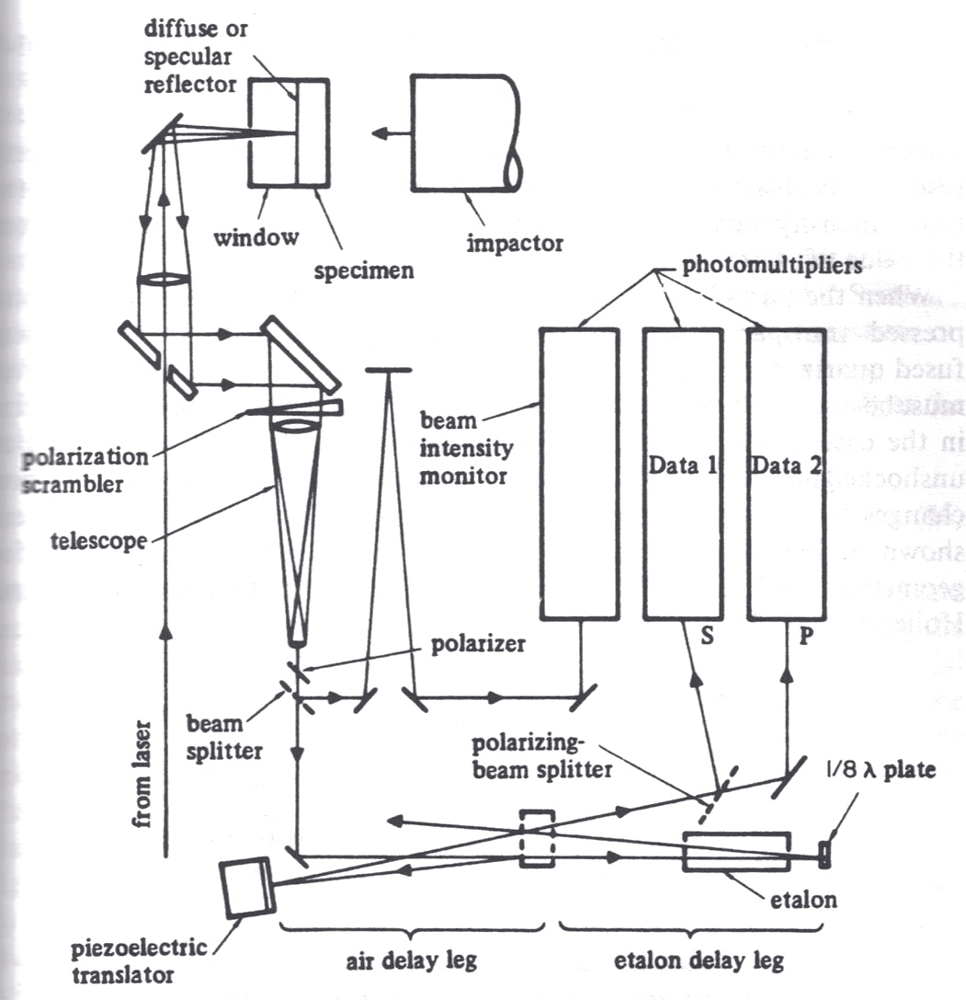 diffuse or
specular
reflector
window
specimen
impactor
photomultipliers
polarization
scrambler
telescope
beam
intensity
monitor
Data 1
Data 2
S
P
polarizer
beam
splitter
from laser
polarizing-
beam splitter
1/8 λ plate
etalon
piezoelectric
translator
air delay leg
etalon delay leg